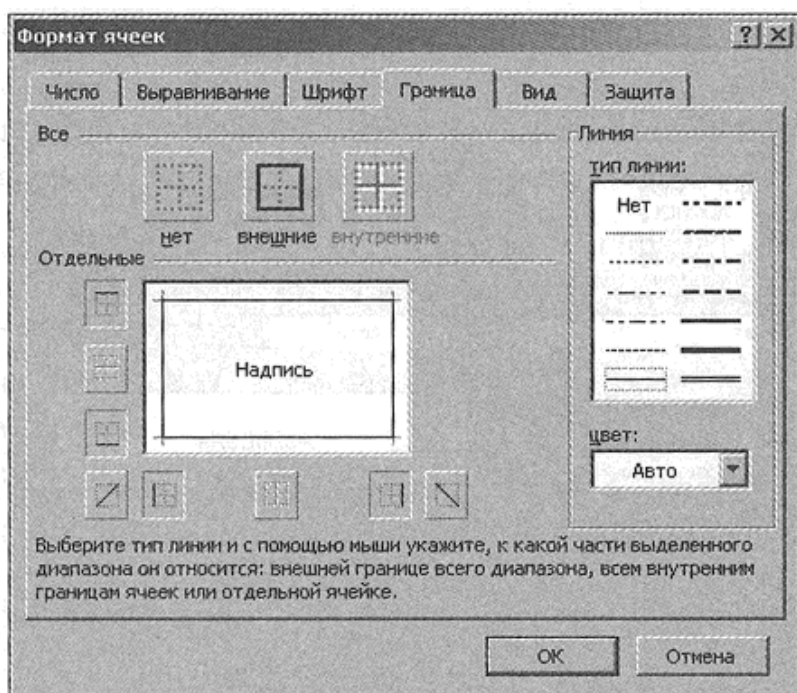 Формат ячеек
Число Выравнивание Шрифт Граница Вид Защита
Все
нет внешние внутренние
Отдельные
Надпись
Линия
тип линии:
Нет
цвет:
Авто
Выберите тип линии и с помощью мыши укажите, к какой части выделенного
диапазона он относится: внешней границе всего диапазона, всем внутренним
границам ячеек или отдельной ячейке.
ОК Отмена